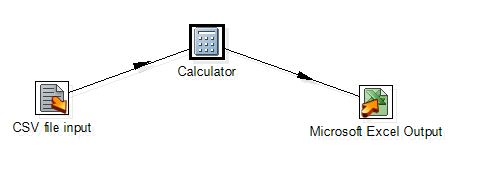 Calculator
CSV file input
Microsoft Excel Output